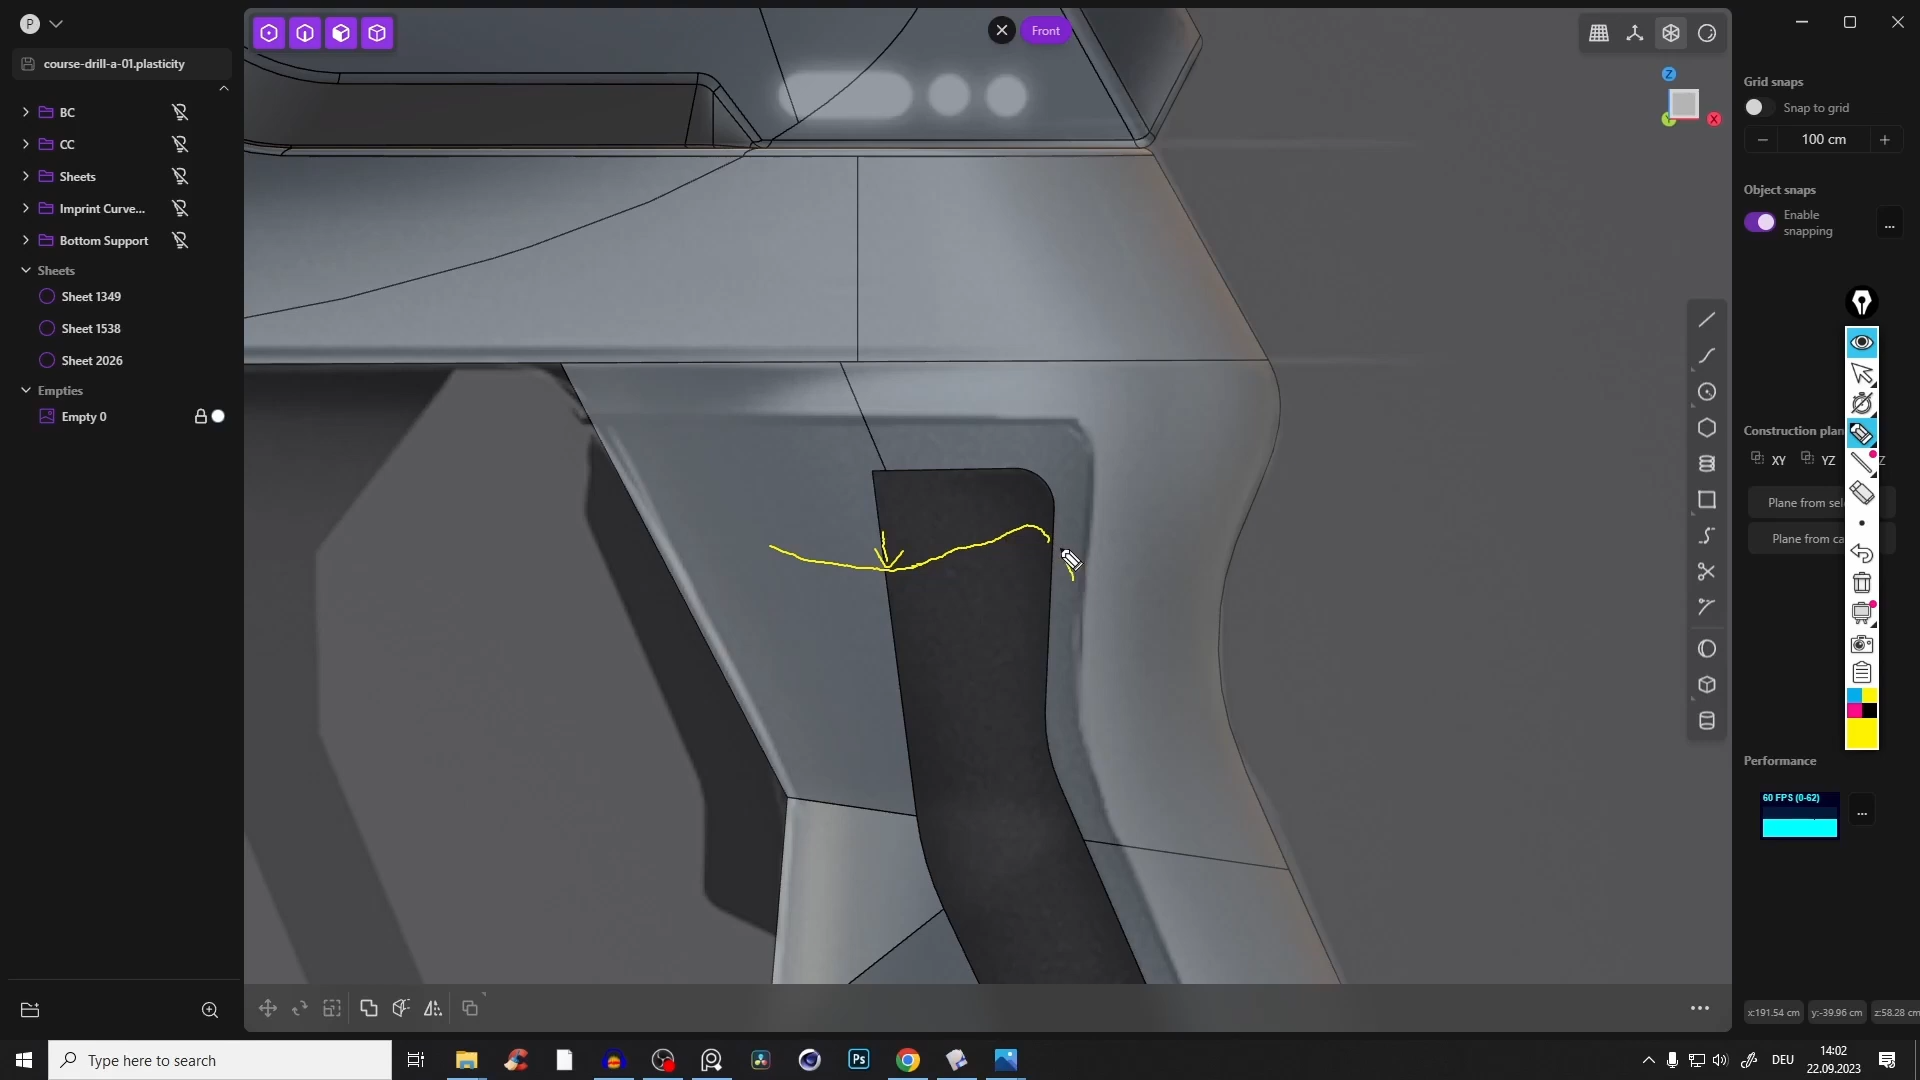 P
course-drill-a-01.plasticity
Front
BC
CC
Sheets
Imprint Curve...
Bottom Support
Sheets
Sheet 1349
Sheet 1538
Sheet 2026
Empties
Empty 0
Z
Y
X
Grid snaps
Snap to grid
100 cm
Object snaps
Enable
snapping
...
Construction plan
XY
YZ
Z
Plane from sel
Plane from ca
Performance
60 FPS (0-62)
...
x:191.54 cm
y:-39.96 cm
z:58.28 cm
Type here to search
Ps
DEU
14:02
22.09.2023